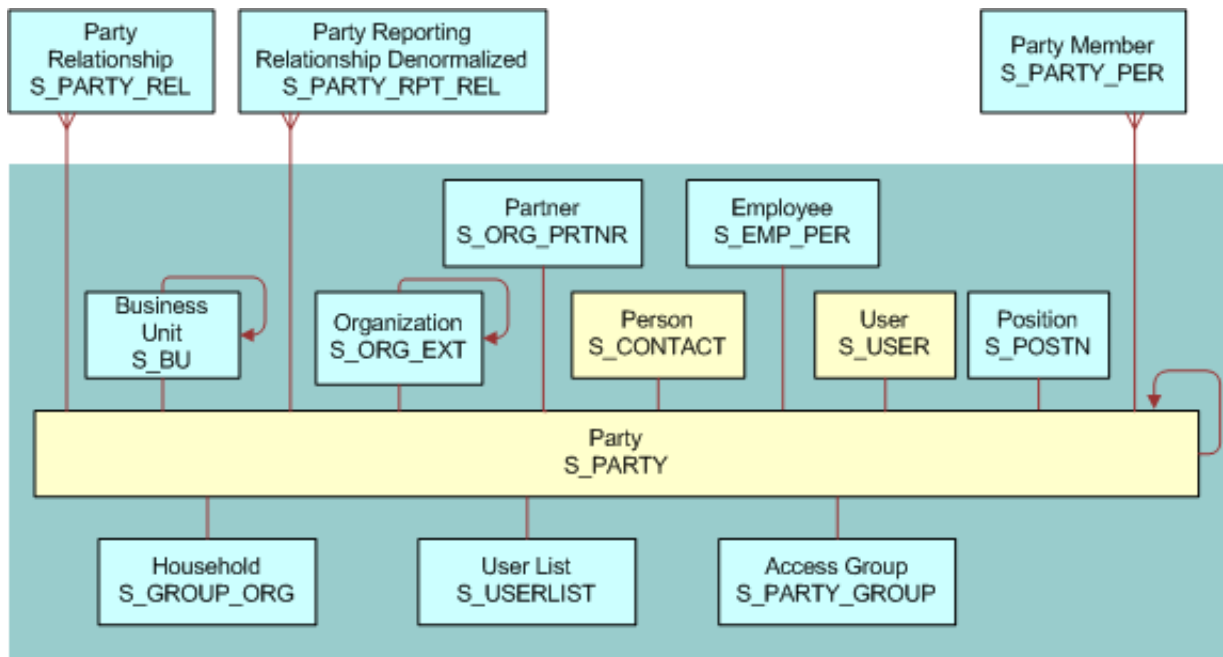 Party
Relationship
S_PARTY_REL
Party Reporting
Relationship Denormalized
S_PARTY_RPT_REL
Party Member
S_PARTY_PER
Partner
S_ORG_PRTNR
Employee
S_EMP_PER
Business
Unit
S_BU
Organization
S_ORG_EXT
Person
S_CONTACT
User
S_USER
Position
S_POSTN
Party
S_PARTY
Household
S_GROUP_ORG
User List
S_USERLIST
Access Group
S_PARTY_GROUP